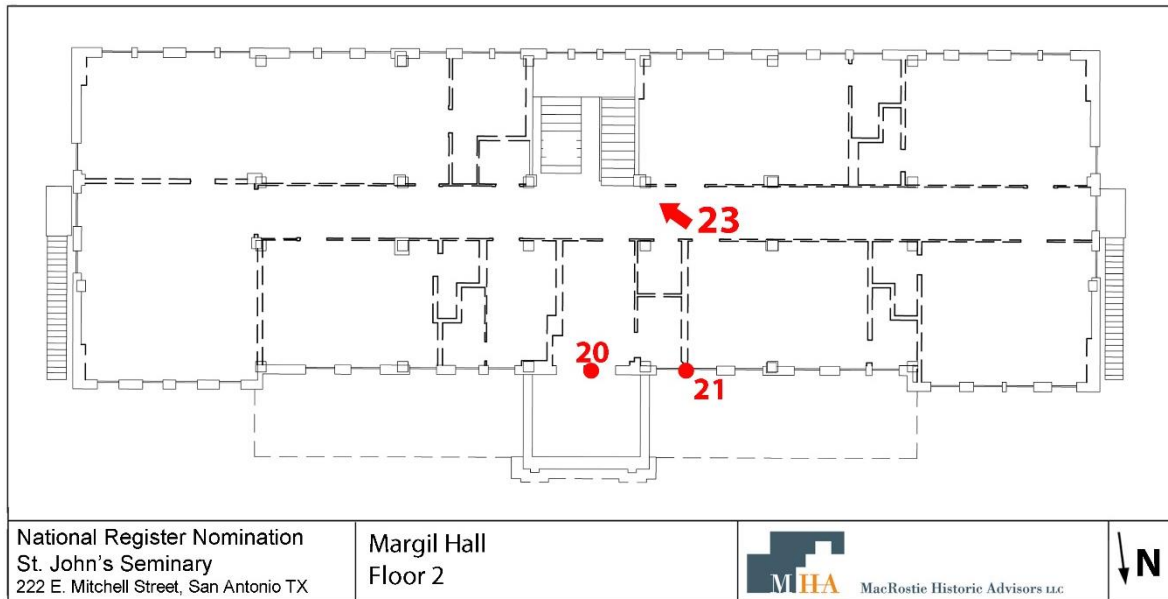 23
20
21
National Register Nomination
St. John's Seminary
222 E. Mitchell Street, San Antonio TX
Margil Hall
Floor 2
MHA
MacRostie Historic Advisors LLC
N